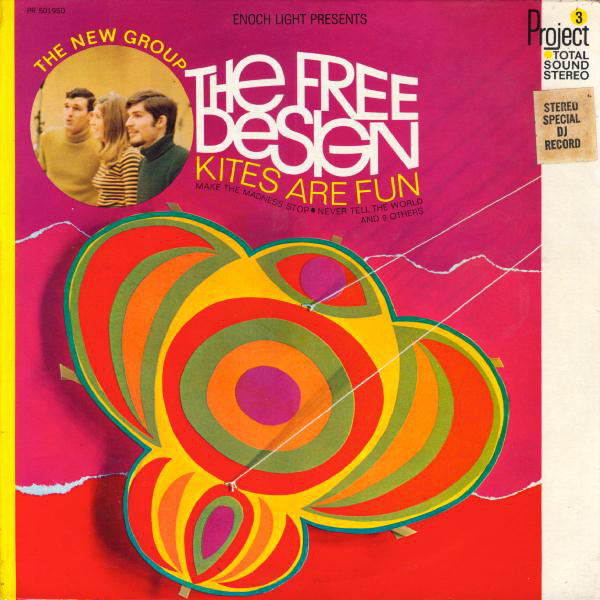 PR 5019SD
ENOCH LIGHT PRESENTS
Project 3
TOTAL
SOUND
STEREO
THE NEW GROUP
THE FREE
DESIGN
KITES ARE FUN
MAKE THE MADNESS STOP • NEVER TELL THE WORLD
AND 9 OTHERS
STEREO
SPECIAL
DJ
RECORD